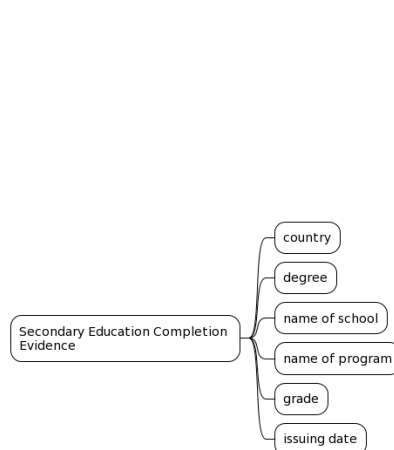 country
degree
name of school
Secondary Education Completion
Evidence
name of program
grade
issuing date